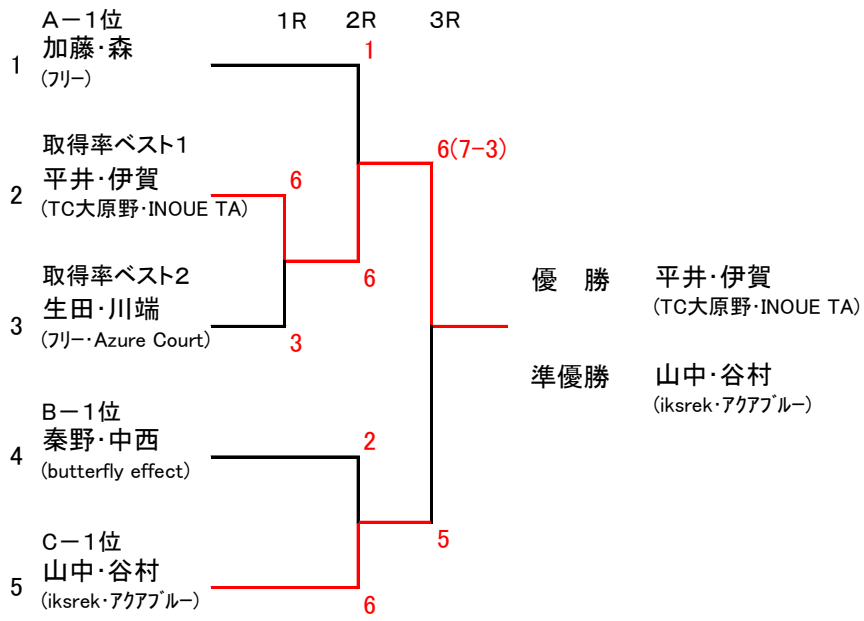 A－1位
1R 2R 3R
1 加藤・森
(フリー)
1
取得率ベスト1
6(7-3)
2 平井・伊賀
6
(TC大原野・INOUE TA)
取得率ベスト2
6
優　勝 平井・伊賀
(TC大原野・INOUE TA)
3 生田・川端
(フリー・Azure Court)
3
準優勝 山中・谷村
(iksrek・アクアブルー)
B－1位
4 秦野・中西
2
(butterfly effect)
C－1位
5
5 山中・谷村
(iksrek・アクアブルー)
6